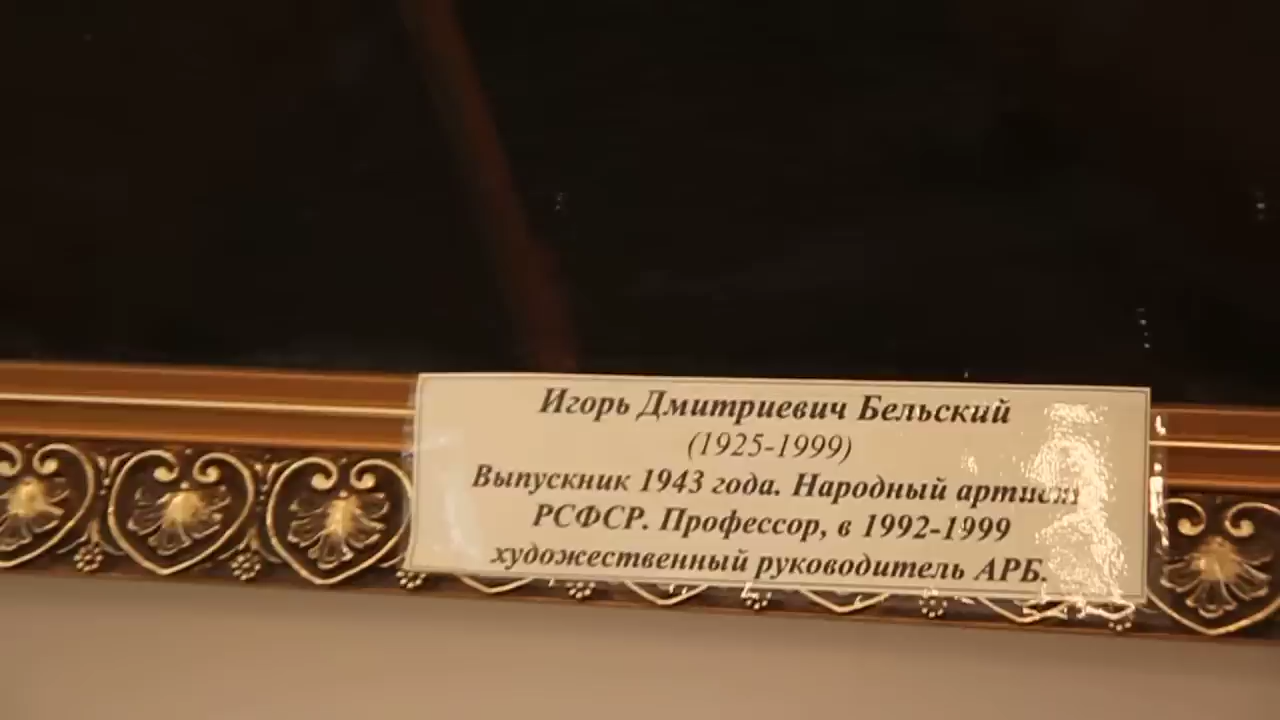 Игорь Дмитриевич Бельский
(1925-1999)
Выпускник 1943 года. Народный артист
РСФСР. Профессор, в 1992-1999
художественный руководитель АРБ.